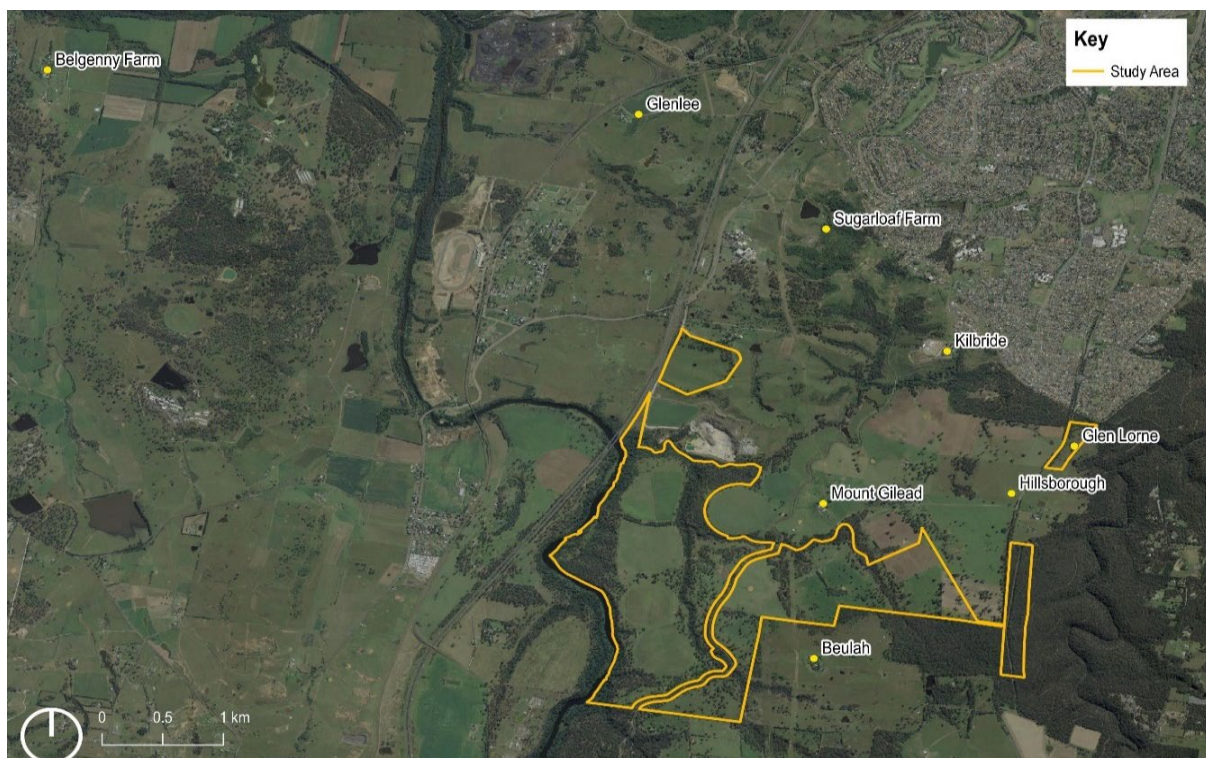 Key
Study Area
Belgenny Farm
Glenlee
Sugarloaf Farm
Kilbride
Glen Lorne
Hillsborough
Mount Gilead
Beulah
0 0.5 1 km